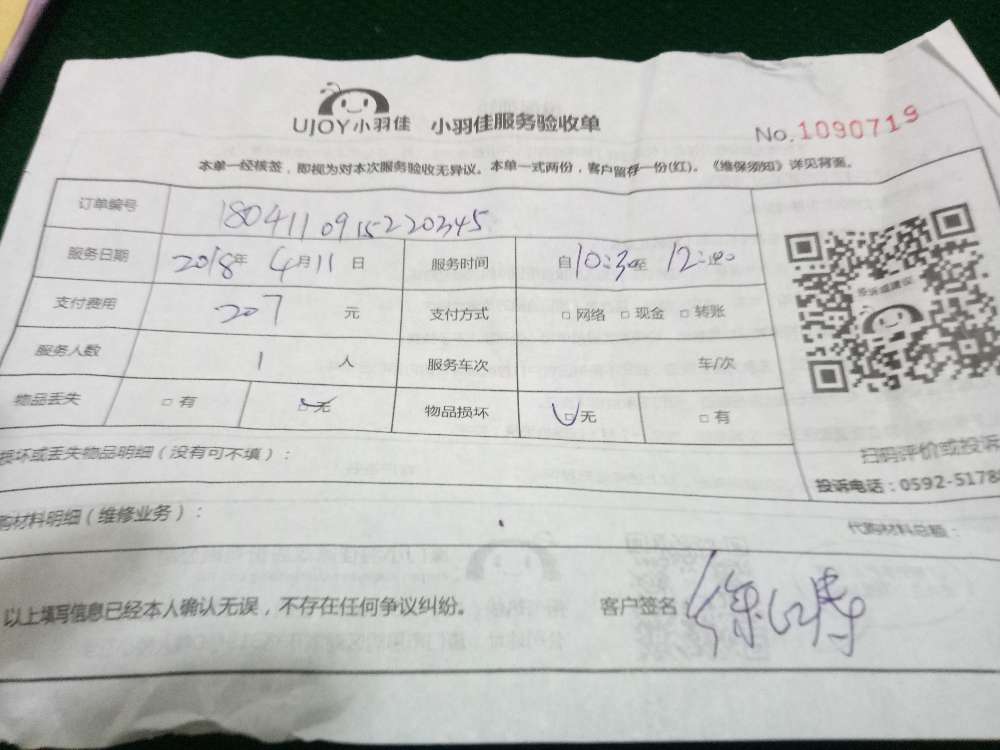 UJOY小羽佳 小羽佳服务验收单
No.1090719
本单一经核签，即视为对本次服务验收无异议。本单一式两份，客户留存一份(红)。《维保须知》详见背面。
订单编号 1804110915220345
服务日期 2018年 4月11日 服务时间 自10:30至 12:
支付费用 207 元 支付方式 □ 网络 □ 现金 □ 转账
服务人数 1 人 服务车次 车/次
物品丢失 □ 有 □ 无 物品损坏 □ 无 □ 有
投诉或建议
扫码评价或投诉
投诉电话：0592-5178
损坏或丢失物品明细（没有可不填）：
购材料明细（维修业务）： 代购材料总额：
以上填写信息已经本人确认无误，不存在任何争议纠纷。 客户签名：